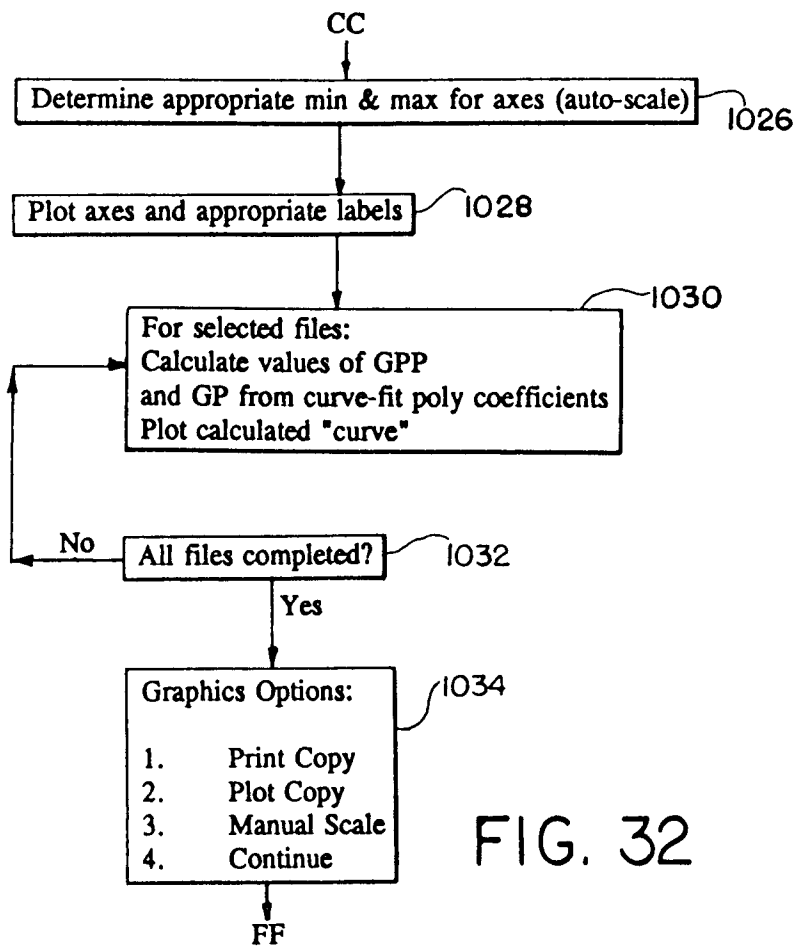 CC
Determine appropriate min & max for axes (auto-scale)
1026
Plot axes and appropriate labels
1028
1030
For selected files:
Calculate values of GPP
and GP from curve-fit poly coefficients
Plot calculated "curve"
No
All files completed?
1032
Yes
1034
Graphics Options:
1. Print Copy
2. Plot Copy
3. Manual Scale
4. Continue
FIG. 32
FF